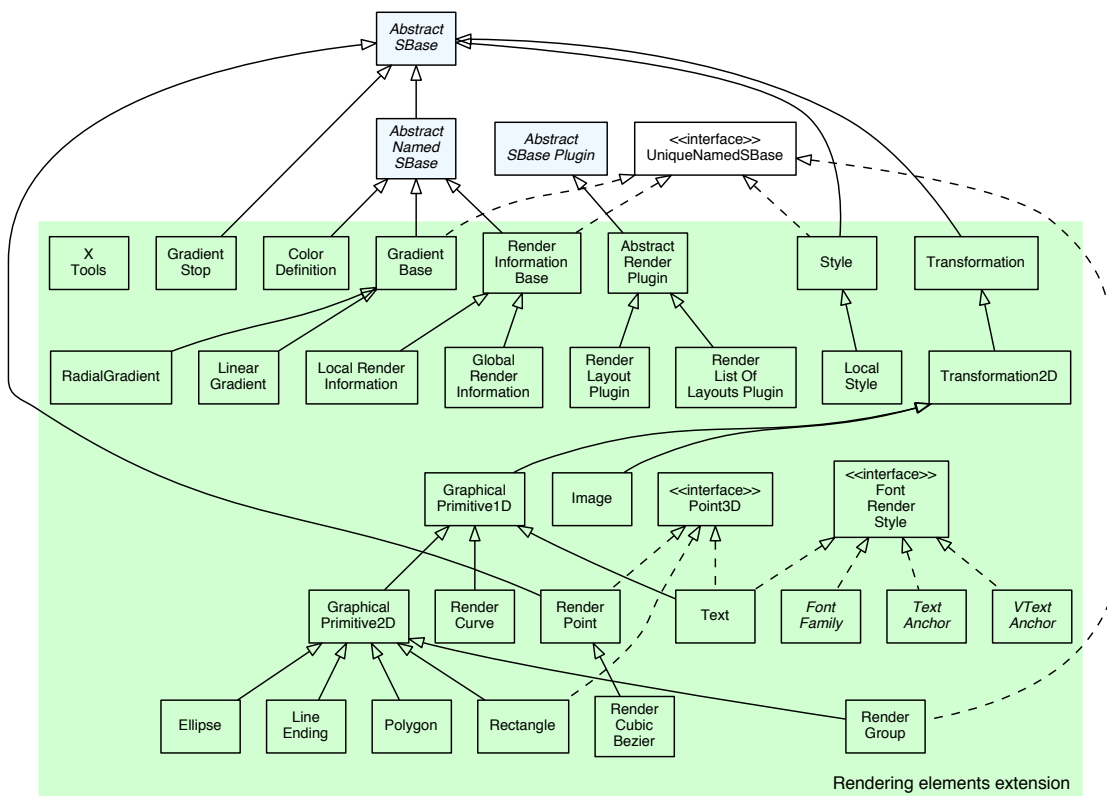 Abstract
SBase
Abstract
Named
SBase
Abstract
SBase Plugin
<<interface>>
UniqueNamedSBase
X
Tools
Gradient
Stop
Color
Definition
Gradient
Base
Render
Information
Base
Abstract
Render
Plugin
Style
Transformation
RadialGradient
Linear
Gradient
Local Render
Information
Global
Render
Information
Render
Layout
Plugin
Render
List Of
Layouts Plugin
Local
Style
Transformation2D
Graphical
Primitive1D
Image
<<interface>>
Point3D
<<interface>>
Font
Render
Style
Graphical
Primitive2D
Render
Curve
Render
Point
Text
Font
Family
Text
Anchor
VText
Anchor
Ellipse
Line
Ending
Polygon
Rectangle
Render
Cubic
Bezier
Render
Group
Rendering elements extension